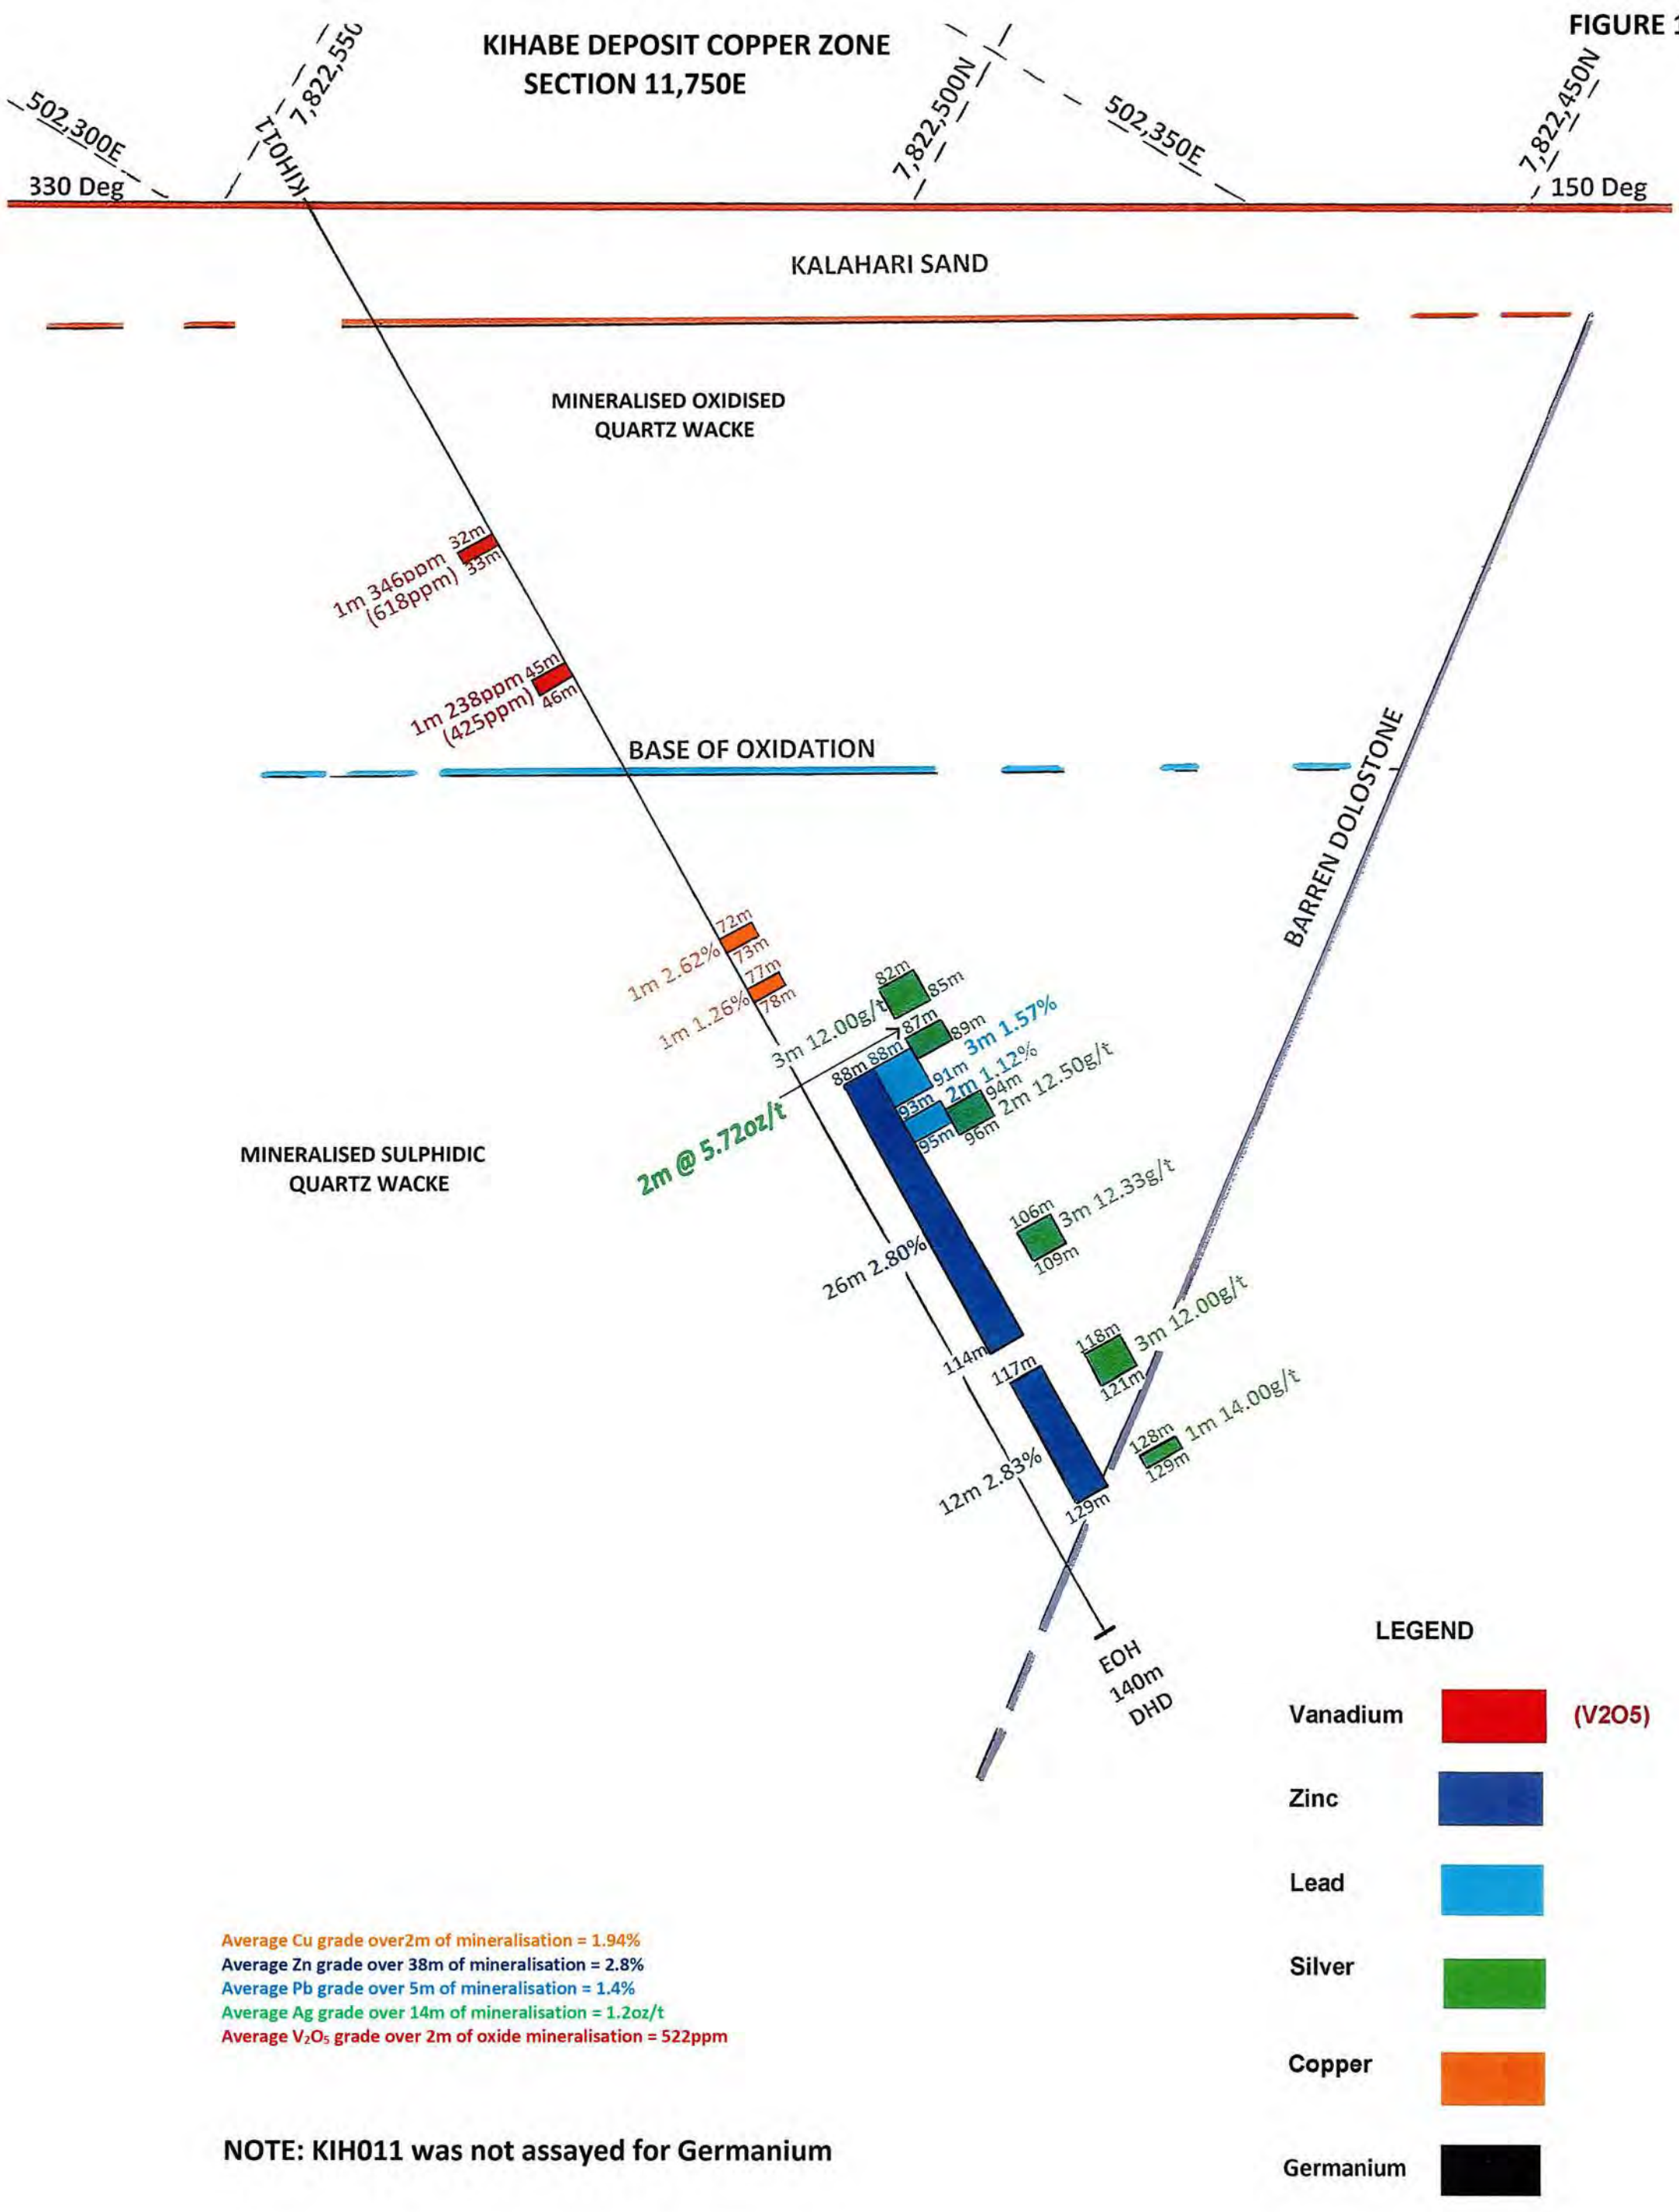 FIGURE 1
KIHABE DEPOSIT COPPER ZONE
SECTION 11,750E
502,300E
7,822,550
KIH011
7,822,500N
502,350E
7,822,450N
330 Deg
150 Deg
KALAHARI SAND
MINERALISED OXIDISED
QUARTZ WACKE
32m
33m
1m 346ppm
(618ppm)
45m
46m
1m 238ppm
(425ppm)
BASE OF OXIDATION
BARREN DOLOSTONE
72m
73m
1m 2.62%
77m
78m
1m 1.26%
82m
85m
3m 12.00g/t
87m
89m
2m @ 5.72oz/t
88m
88m
91m
3m 1.57%
93m
95m
2m 1.12%
94m
96m
2m 12.50g/t
MINERALISED SULPHIDIC
QUARTZ WACKE
106m
109m
3m 12.33g/t
26m 2.80%
114m
117m
118m
121m
3m 12.00g/t
128m
129m
1m 14.00g/t
12m 2.83%
129m
EOH
140m
DHD
LEGEND
Vanadium (V2O5)
Zinc
Lead
Silver
Copper
Germanium
Average Cu grade over2m of mineralisation = 1.94%
Average Zn grade over 38m of mineralisation = 2.8%
Average Pb grade over 5m of mineralisation = 1.4%
Average Ag grade over 14m of mineralisation = 1.2oz/t
Average V₂O₅ grade over 2m of oxide mineralisation = 522ppm
NOTE: KIH011 was not assayed for Germanium